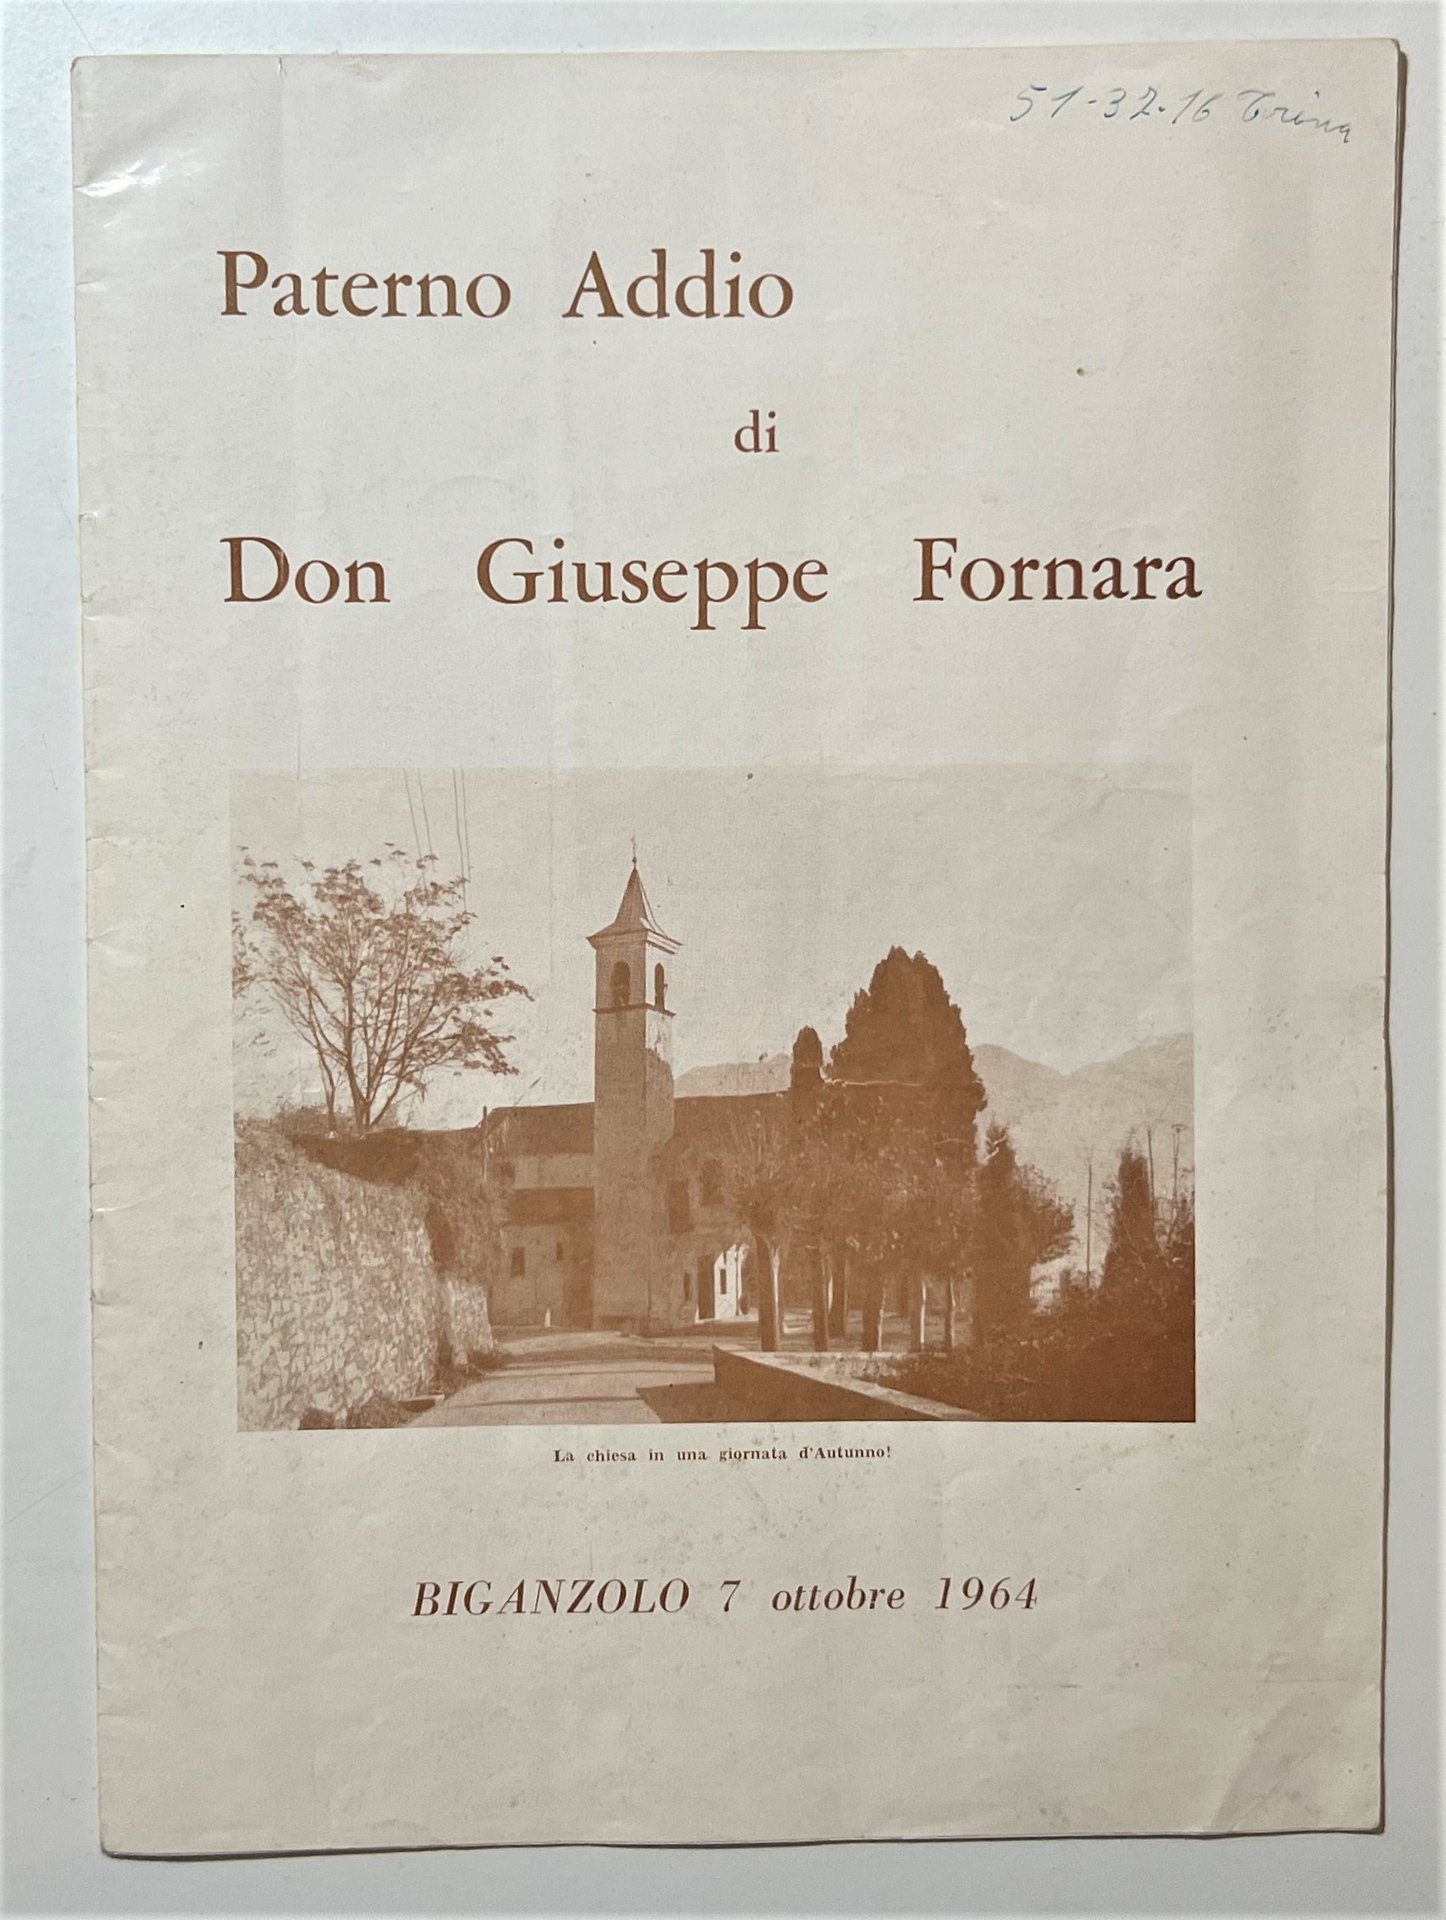 51-32-16 Trina
Paterno Addio
di
Don Giuseppe Fornara
La chiesa in una giornata d'Autunno!
BIGANZOLO 7 ottobre 1964